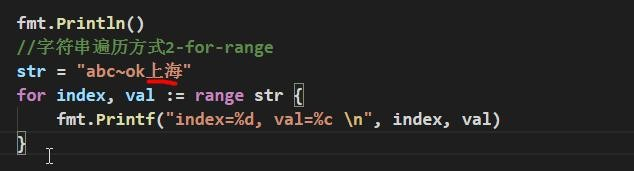 fmt.Println()
//字符串遍历方式2-for-range
str = "abc~ok上海"
for index, val := range str {
    fmt.Printf("index=%d, val=%c \n", index, val)
}